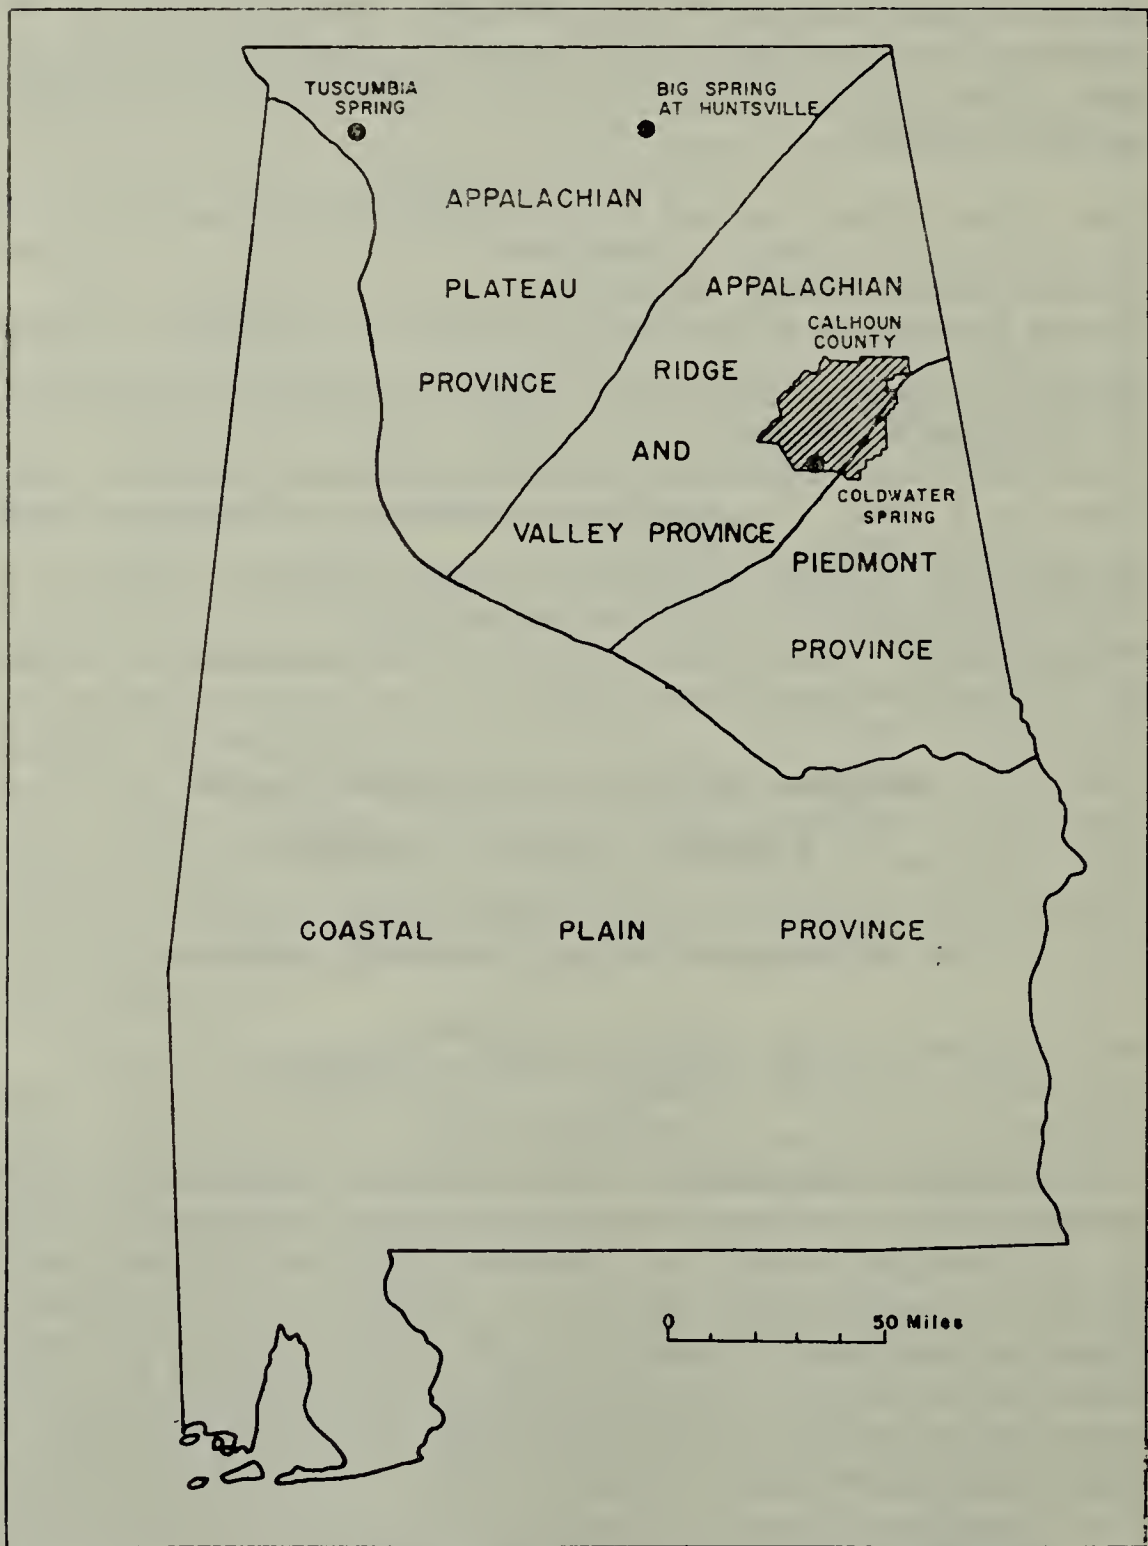 TUSCUMBIA
SPRING
BIG SPRING
AT HUNTSVILLE
APPALACHIAN
PLATEAU
PROVINCE
APPALACHIAN
RIDGE
AND
VALLEY PROVINCE
CALHOUN
COUNTY
COLDWATER
SPRING
PIEDMONT
PROVINCE
COASTAL PLAIN PROVINCE
0 50 Miles